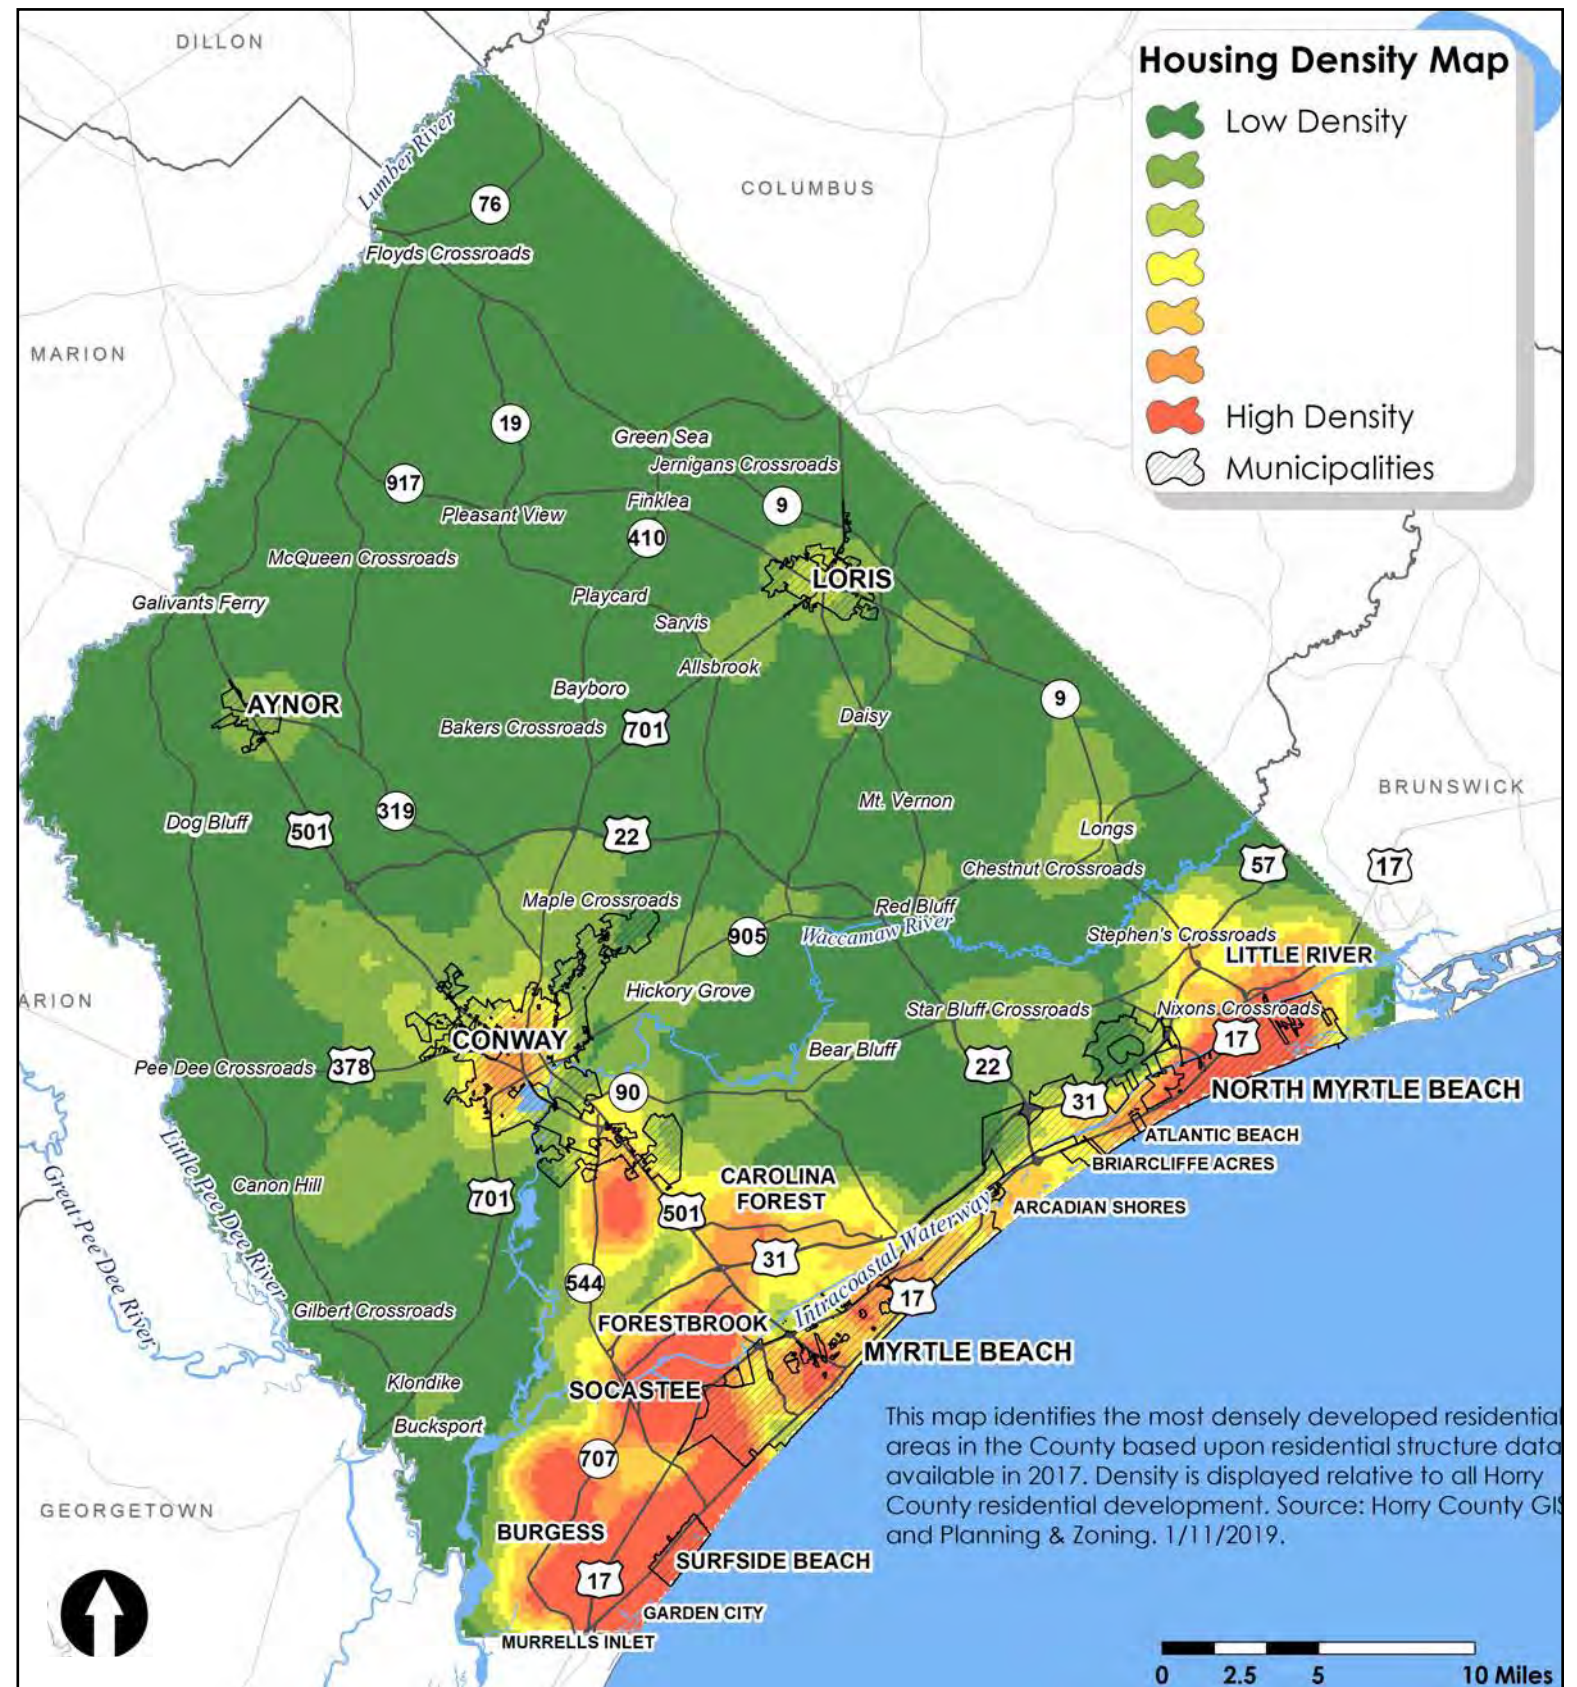 DILLON
Housing Density Map
Low Density
High Density
Municipalities
COLUMBUS
Lumber River
76
Floyds Crossroads
MARION
19
Green Sea
Jernigans Crossroads
917
9
Finklea
Pleasant View
410
McQueen Crossroads
LORIS
Galivants Ferry
Playcard
Sarvis
Allsbrook
Bayboro
AYNOR
9
Daisy
Bakers Crossroads
701
BRUNSWICK
Mt. Vernon
319
Dog Bluff
501
22
Longs
57
17
Chestnut Crossroads
Maple Crossroads
Red Bluff
905
Waccamaw River
Stephen's Crossroads
LITTLE RIVER
ARION
Hickory Grove
Star Bluff Crossroads
Nixons Crossroads
CONWAY
17
Bear Bluff
Pee Dee Crossroads
378
22
90
31
NORTH MYRTLE BEACH
ATLANTIC BEACH
BRIARCLIFFE ACRES
CAROLINA
FOREST
Canon Hill
701
501
ARCADIAN SHORES
Little Pee Dee River
Great Pee Dee River
Intracoastal Waterway
31
544
17
Gilbert Crossroads
FORESTBROOK
MYRTLE BEACH
Klondike
SOCASTEE
Bucksport
This map identifies the most densely developed residential
areas in the County based upon residential structure data
available in 2017. Density is displayed relative to all Horry
County residential development. Source: Horry County GIS
and Planning & Zoning. 1/11/2019.
707
GEORGETOWN
BURGESS
SURFSIDE BEACH
17
GARDEN CITY
MURRELLS INLET
0 2.5 5 10 Miles